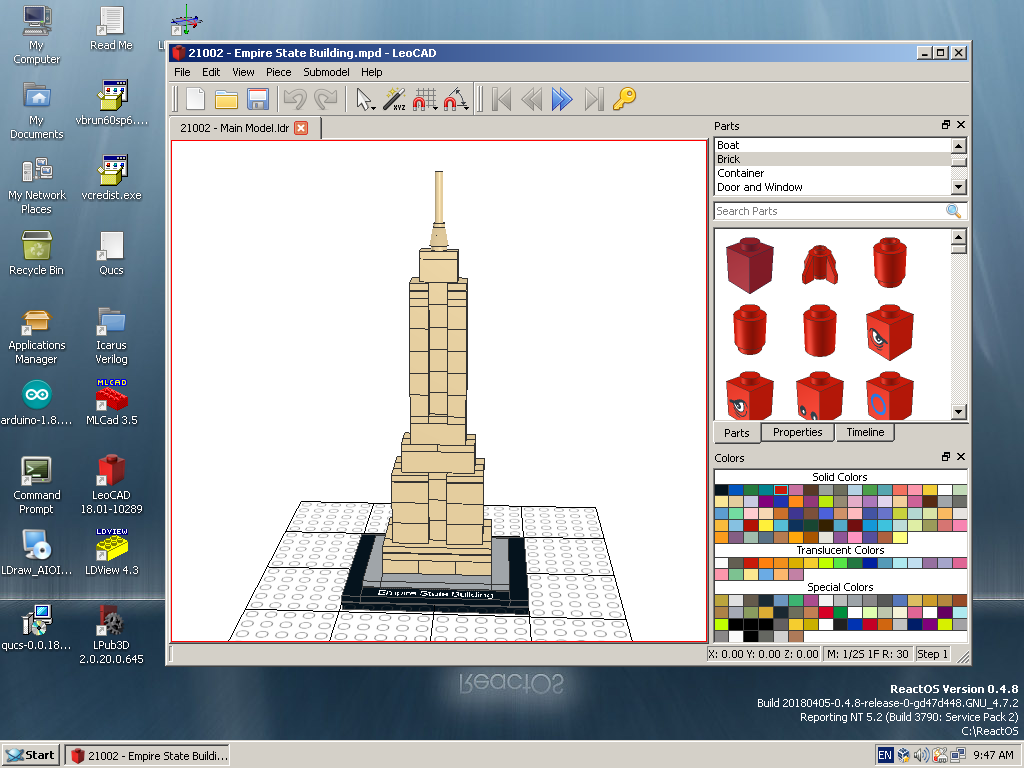 My
Computer
Read Me
My
Documents
vbrun60sp6....
My Network
Places
vcredist.exe
Recycle Bin
Qucs
Applications
Manager
Icarus
Verilog
arduino-1.8....
MLCAD
MLCad 3.5
Command
Prompt
LeoCAD
18.01-10289
LDraw_AIOI...
LDVIEW
LDView 4.3
qucs-0.0.18...
LPub3D
2.0.20.0.645
21002 - Empire State Building.mpd - LeoCAD
File Edit View Piece Submodel Help
XYZ
21002 - Main Model.ldr
Empire State Building
Parts
Boat
Brick
Container
Door and Window
Search Parts
Parts Properties Timeline
Colors
Solid Colors
Translucent Colors
Special Colors
X: 0.00 Y: 0.00 Z: 0.00 M: 1/2S 1F R: 30 Step 1
ReactOS
ReactOS Version 0.4.8
Build 20180405-0.4.8-release-0-gd47d448.GNU_4.7.2
Reporting NT 5.2 (Build 3790: Service Pack 2)
C:\ReactOS
Start 21002 - Empire State Buildi... EN 9:47 AM